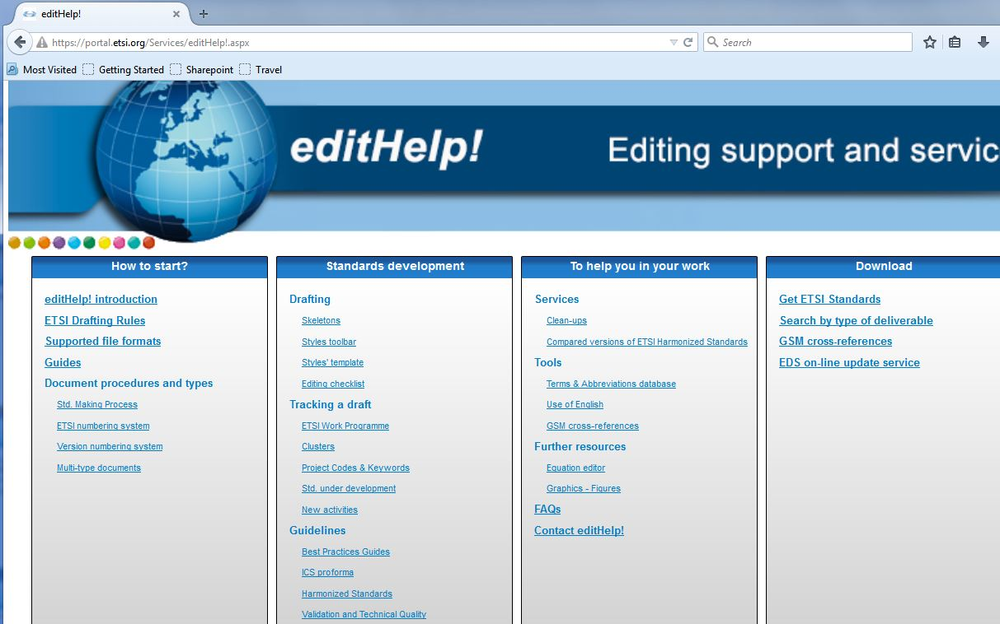 editHelp!
https://portal.etsi.org/Services/editHelp!.aspx
Search
Most Visited Getting Started Sharepoint Travel
editHelp! Editing support and servic
How to start?
editHelp! introduction
ETSI Drafting Rules
Supported file formats
Guides
Document procedures and types
Std. Making Process
ETSI numbering system
Version numbering system
Multi-type documents
Standards development
Drafting
Skeletons
Styles toolbar
Styles' template
Editing checklist
Tracking a draft
ETSI Work Programme
Clusters
Project Codes & Keywords
Std. under development
New activities
Guidelines
Best Practices Guides
ICS proforma
Harmonized Standards
Validation and Technical Quality
To help you in your work
Services
Clean-ups
Compared versions of ETSI Harmonized Standards
Tools
Terms & Abbreviations database
Use of English
GSM cross-references
Further resources
Equation editor
Graphics - Figures
FAQs
Contact editHelp!
Download
Get ETSI Standards
Search by type of deliverable
GSM cross-references
EDS on-line update service